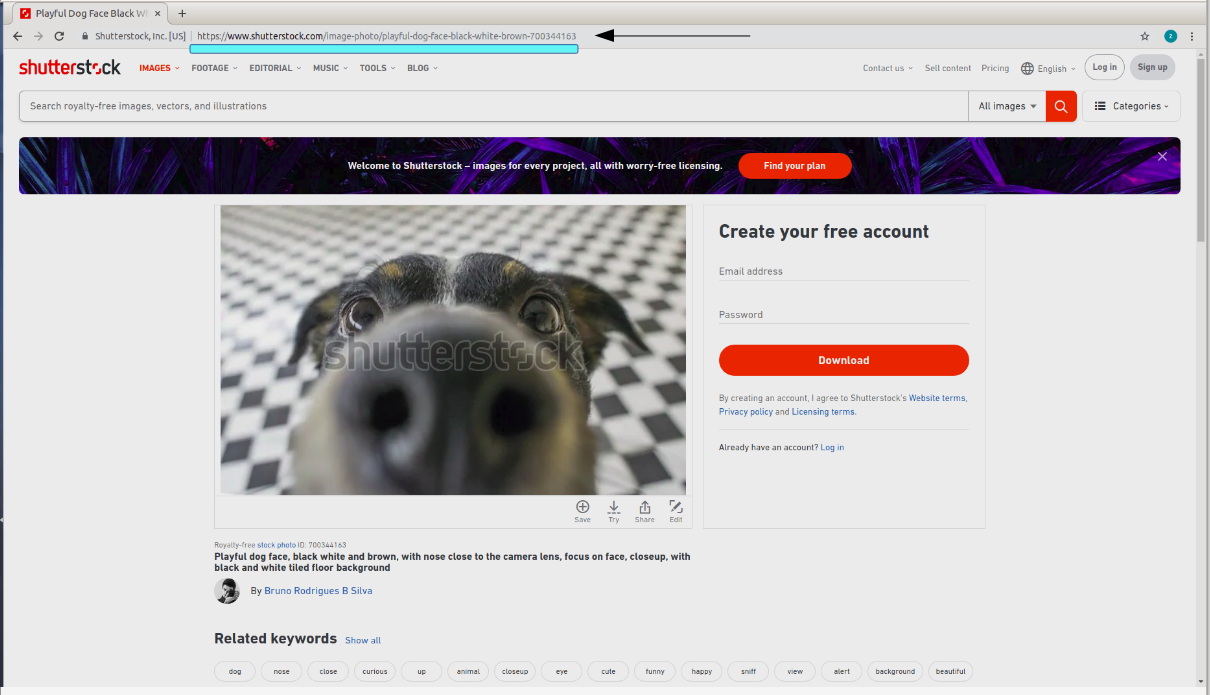 Playful Dog Face Black Wh
Shutterstock, Inc. [US] | https://www.shutterstock.com/image-photo/playful-dog-face-black-white-brown-700344163
z
shutterstock IMAGES FOOTAGE EDITORIAL MUSIC TOOLS BLOG Contact us Sell content Pricing English Log in Sign up
Search royalty-free images, vectors, and illustrations All images Categories
Welcome to Shutterstock – images for every project, all with worry-free licensing. Find your plan
shutterstock
Save Try Share Edit
Create your free account
Email address
Password
Download
By creating an account, I agree to Shutterstock's Website terms,
Privacy policy and Licensing terms.
Already have an account? Log in
Royalty-free stock photo ID: 700344163
Playful dog face, black white and brown, with nose close to the camera lens, focus on face, closeup, with
black and white tiled floor background
By Bruno Rodrigues B Silva
Related keywords Show all
dog nose close curious up animal closeup eye cute funny happy sniff view alert background beautiful